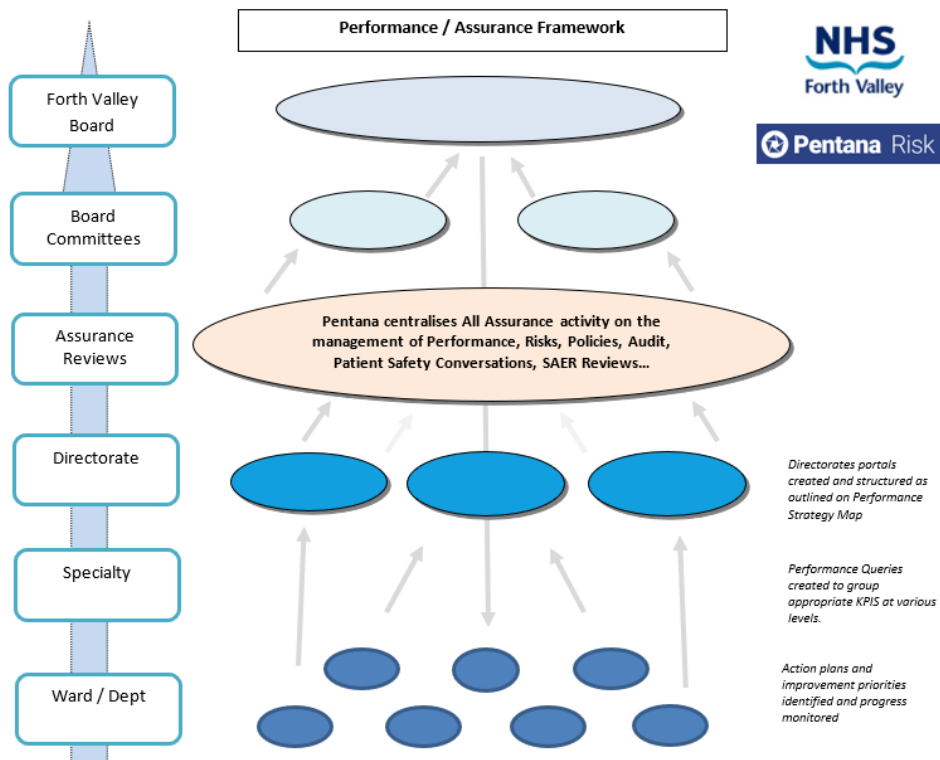 Performance / Assurance Framework
NHS
Forth Valley
Pentana Risk
Forth Valley
Board
Board
Committees
Assurance
Reviews
Directorate
Specialty
Ward / Dept
Pentana centralises All Assurance activity on the
management of Performance, Risks, Policies, Audit,
Patient Safety Conversations, SAER Reviews...
Directorates portals
created and structured as
outlined on Performance
Strategy Map
Performance Queries
created to group
appropriate KPIS at various
levels.
Action plans and
improvement priorities
identified and progress
monitored